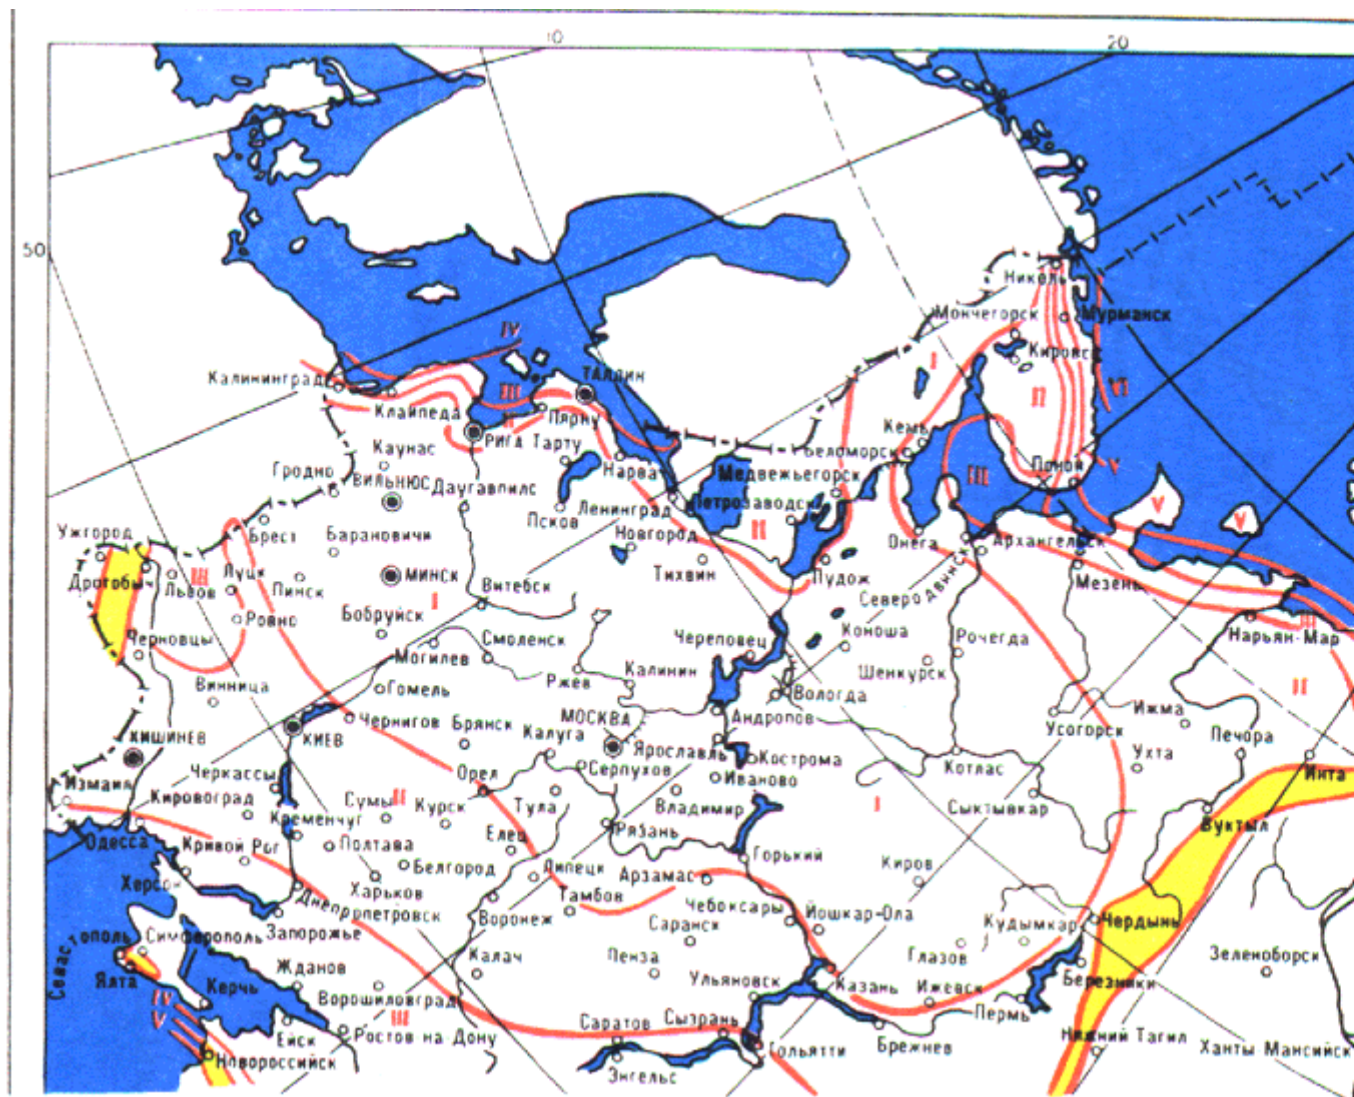 10
20
50
Николь
Мончегорск
Мурманск
Кировск
I
IV
III
II
VI
Калининград
ТАЛЛИН
Клайпеда
Пярну
II
РИГА
Тарту
Кемь
Беломорск
III
Поной
V
Каунас
Гродно
ВИЛЬНЮС
Даугавпилс
Нарва
Медвежьегорск
Ленинград
Петрозаводск
V
V
Псков
Новгород
II
Ужгород
Брест
Барановичи
Тихвин
Пудож
Онега
Архангельск
Мезень
Северодвинск
Дрогобыч
Львов
III
Луцк
Пинск
МИНСК
Витебск
I
Ровно
Бобруйск
Черновцы
Могилев
Смоленск
Череповец
Коноша
Рочегда
Шенкурск
III
Нарьян-Мар
Винница
Гомель
Ржев
Калинин
Вологда
II
КИШИНЕВ
КИЕВ
Чернигов
Брянск
Калуга
МОСКВА
Андропов
Ярославль
Кострома
Усогорск
Ижма
Печора
Ухта
Инта
Измаил
Черкассы
Орел
Серпухов
Иваново
Котлас
Кировоград
Сумы
II
Курск
Тула
Владимир
I
Сыктывкар
Вуктыл
Одесса
Кременчуг
Кривой Рог
Полтава
Елец
Рязань
Белгород
Горький
Киров
Херсон
Харьков
Липецк
Арзамас
Днепропетровск
Воронеж
Тамбов
Чебоксары
Йошкар-Ола
Кудымкар
Чердынь
Запорожье
Саранск
Севастополь
Симферополь
Ялта
Жданов
Калач
Пенза
Ульяновск
Глазов
Зеленоборск
Керчь
Ворошиловград
Казань
Ижевск
Березники
IV
V
III
Пермь
Ейск
Ростов на Дону
Саратов
Сызрань
Тольятти
Брежнев
Нижний Тагил
Ханты Мансийск
Новороссийск
Энгельс